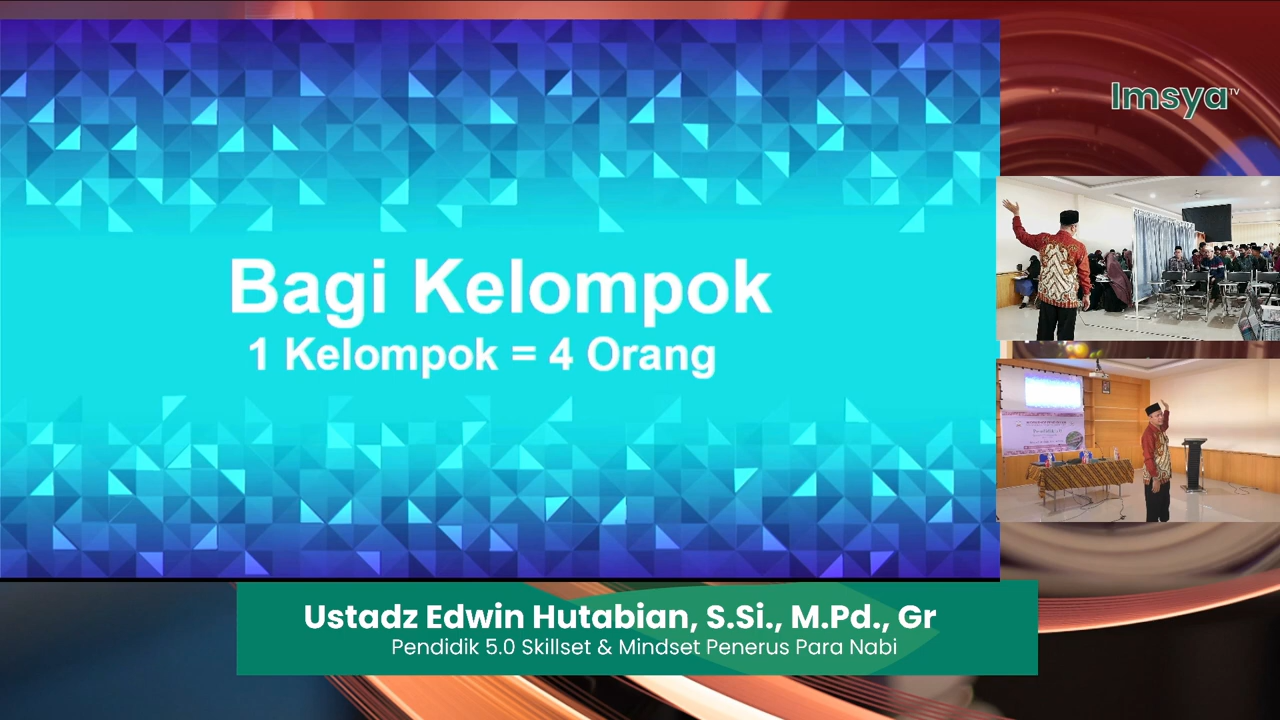 Bagi Kelompok
1 Kelompok = 4 Orang
Imsya TV
Ustadz Edwin Hutabian, S.Si., M.Pd., Gr
Pendidik 5.0 Skillset & Mindset Penerus Para Nabi